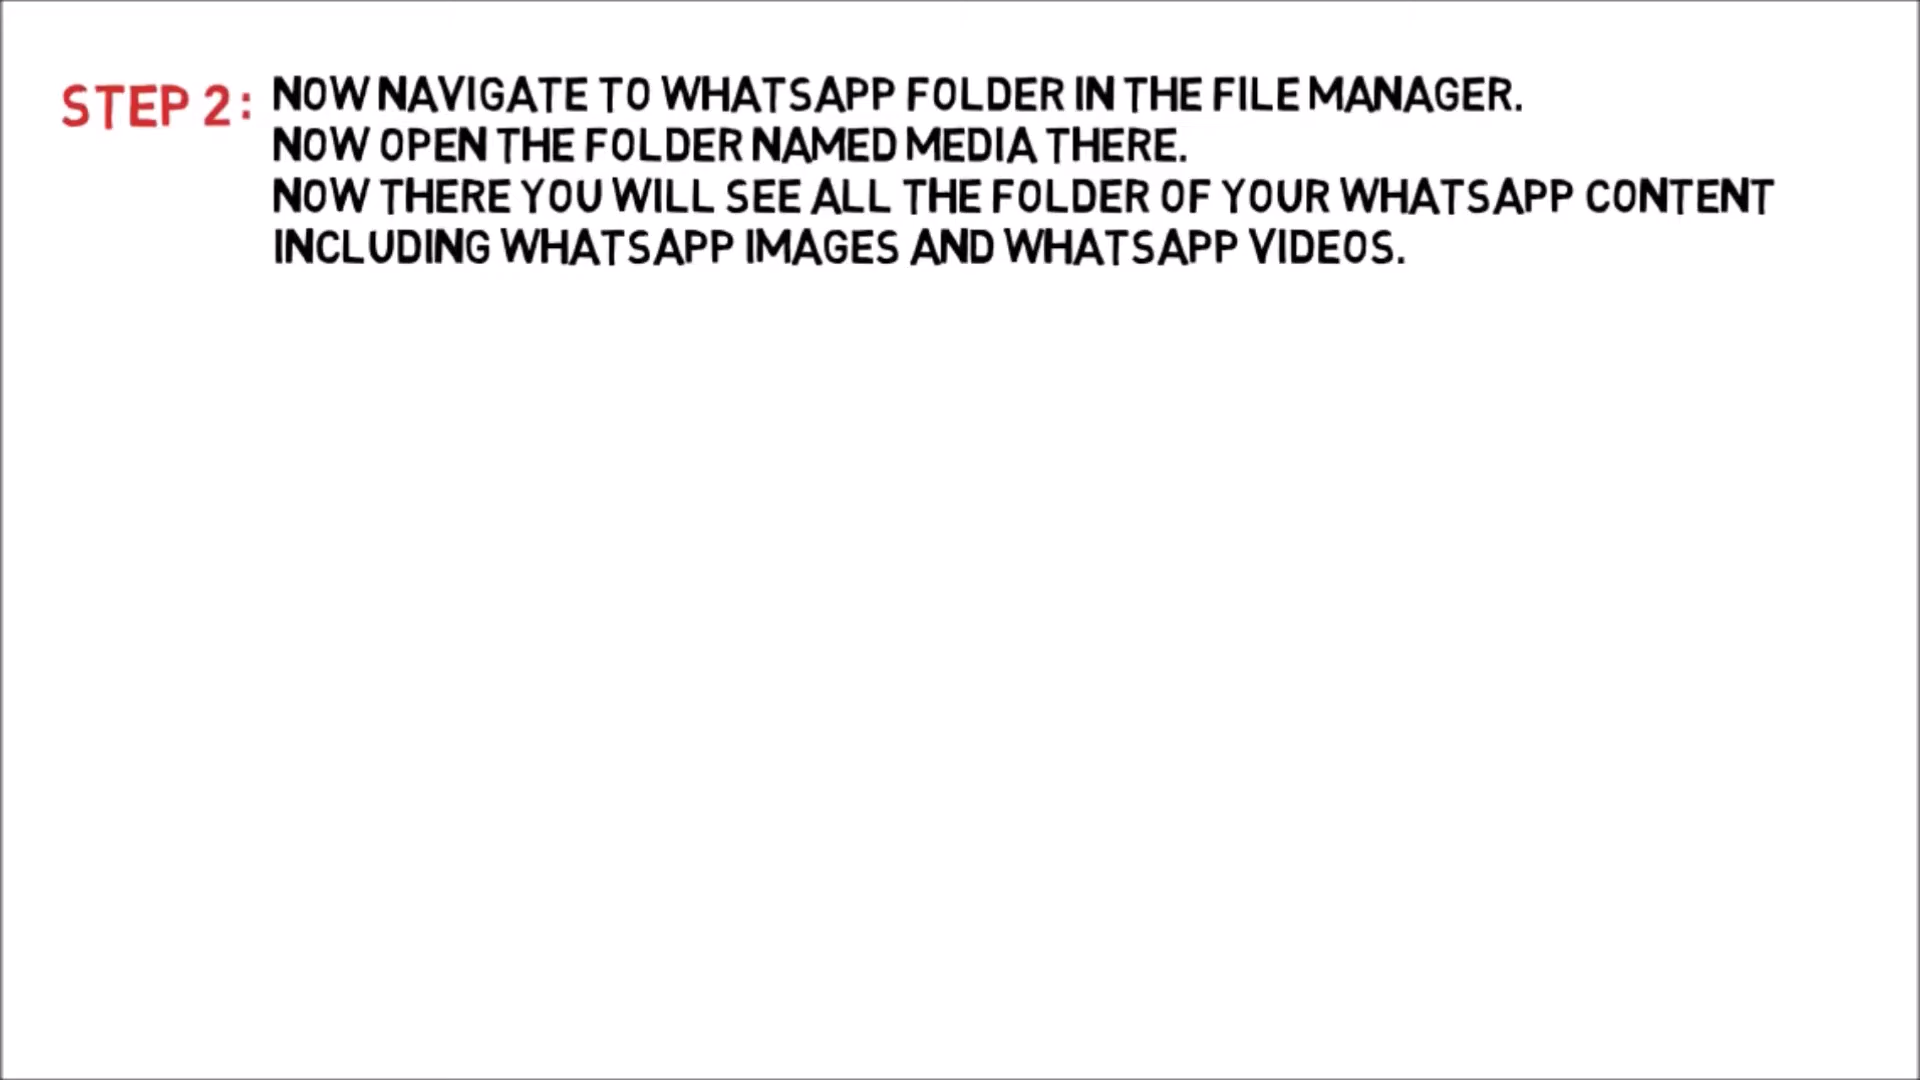 STEP 2: NOW NAVIGATE TO WHATSAPP FOLDER IN THE FILE MANAGER.
NOW OPEN THE FOLDER NAMED MEDIA THERE.
NOW THERE YOU WILL SEE ALL THE FOLDER OF YOUR WHATSAPP CONTENT
INCLUDING WHATSAPP IMAGES AND WHATSAPP VIDEOS.